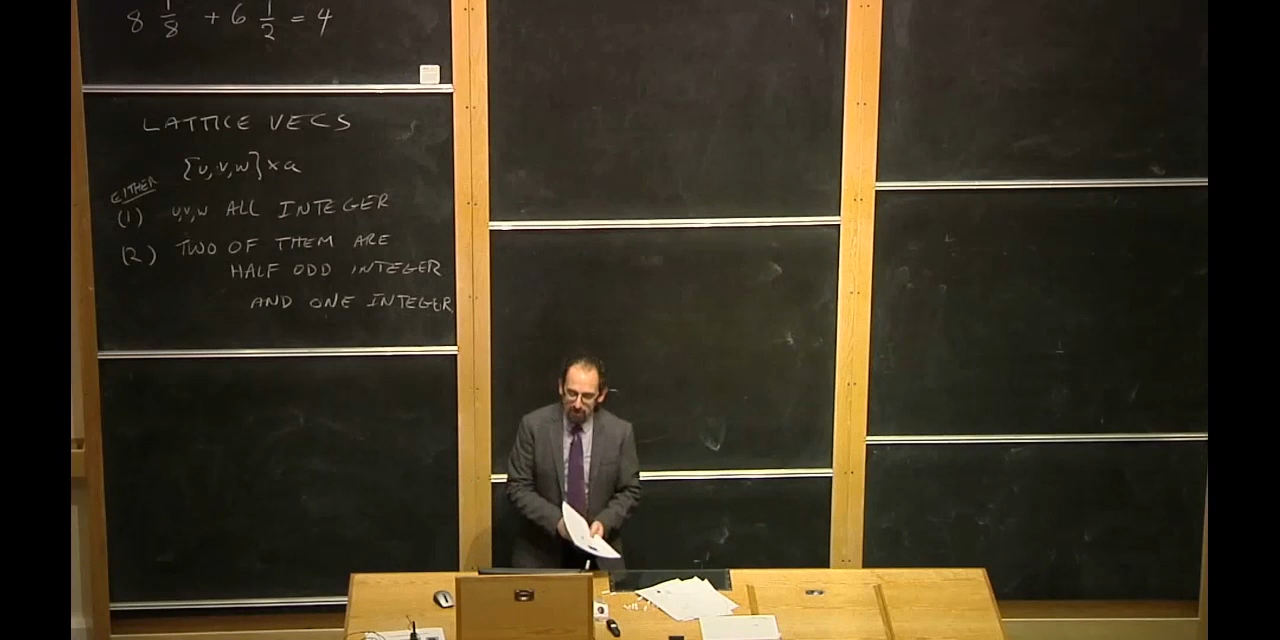 8 1/8 + 6 1/2 = 4
LATTICE VECS
[u, v, w] x a
EITHER
(1) u,v,w ALL INTEGER
(2) TWO OF THEM ARE
HALF ODD INTEGER
AND ONE INTEGER